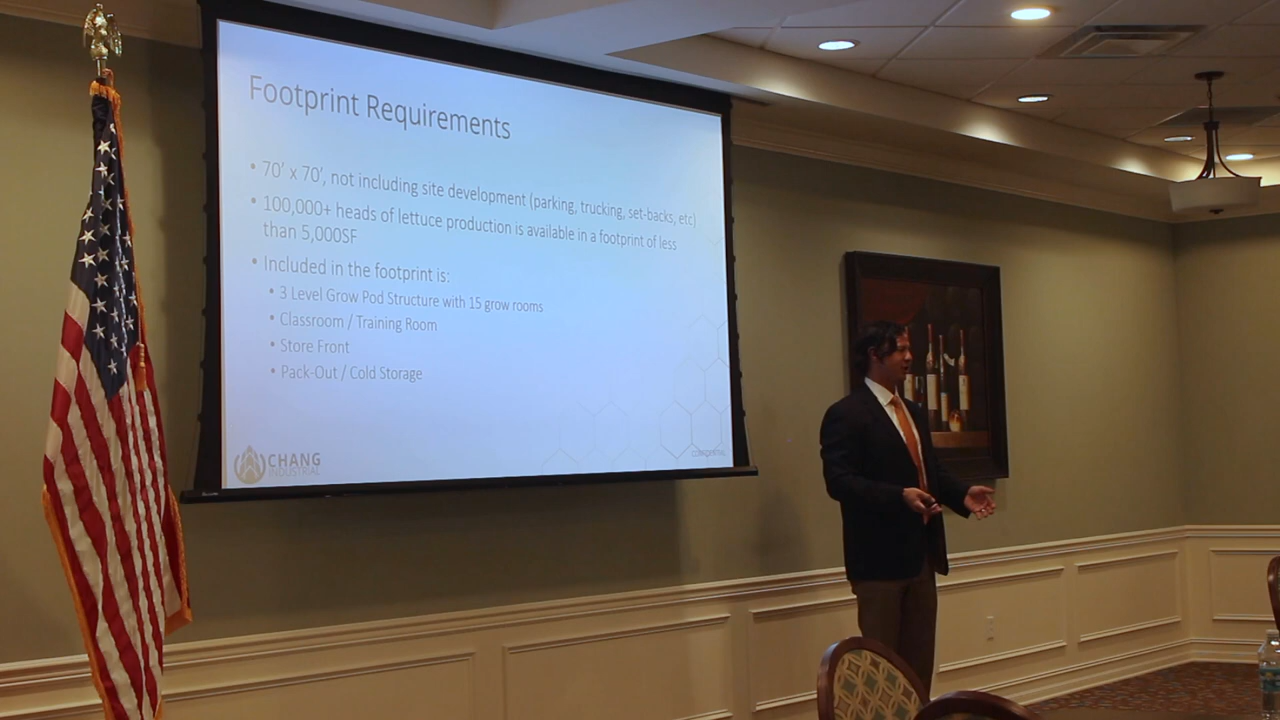 Footprint Requirements
• 70' x 70', not including site development (parking, trucking, set-backs, etc)
• 100,000+ heads of lettuce production is available in a footprint of less
than 5,000SF
• Included in the footprint is:
• 3 Level Grow Pod Structure with 15 grow rooms
• Classroom / Training Room
• Store Front
• Pack-Out / Cold Storage
CHANG
INDUSTRIAL
CONFIDENTIAL